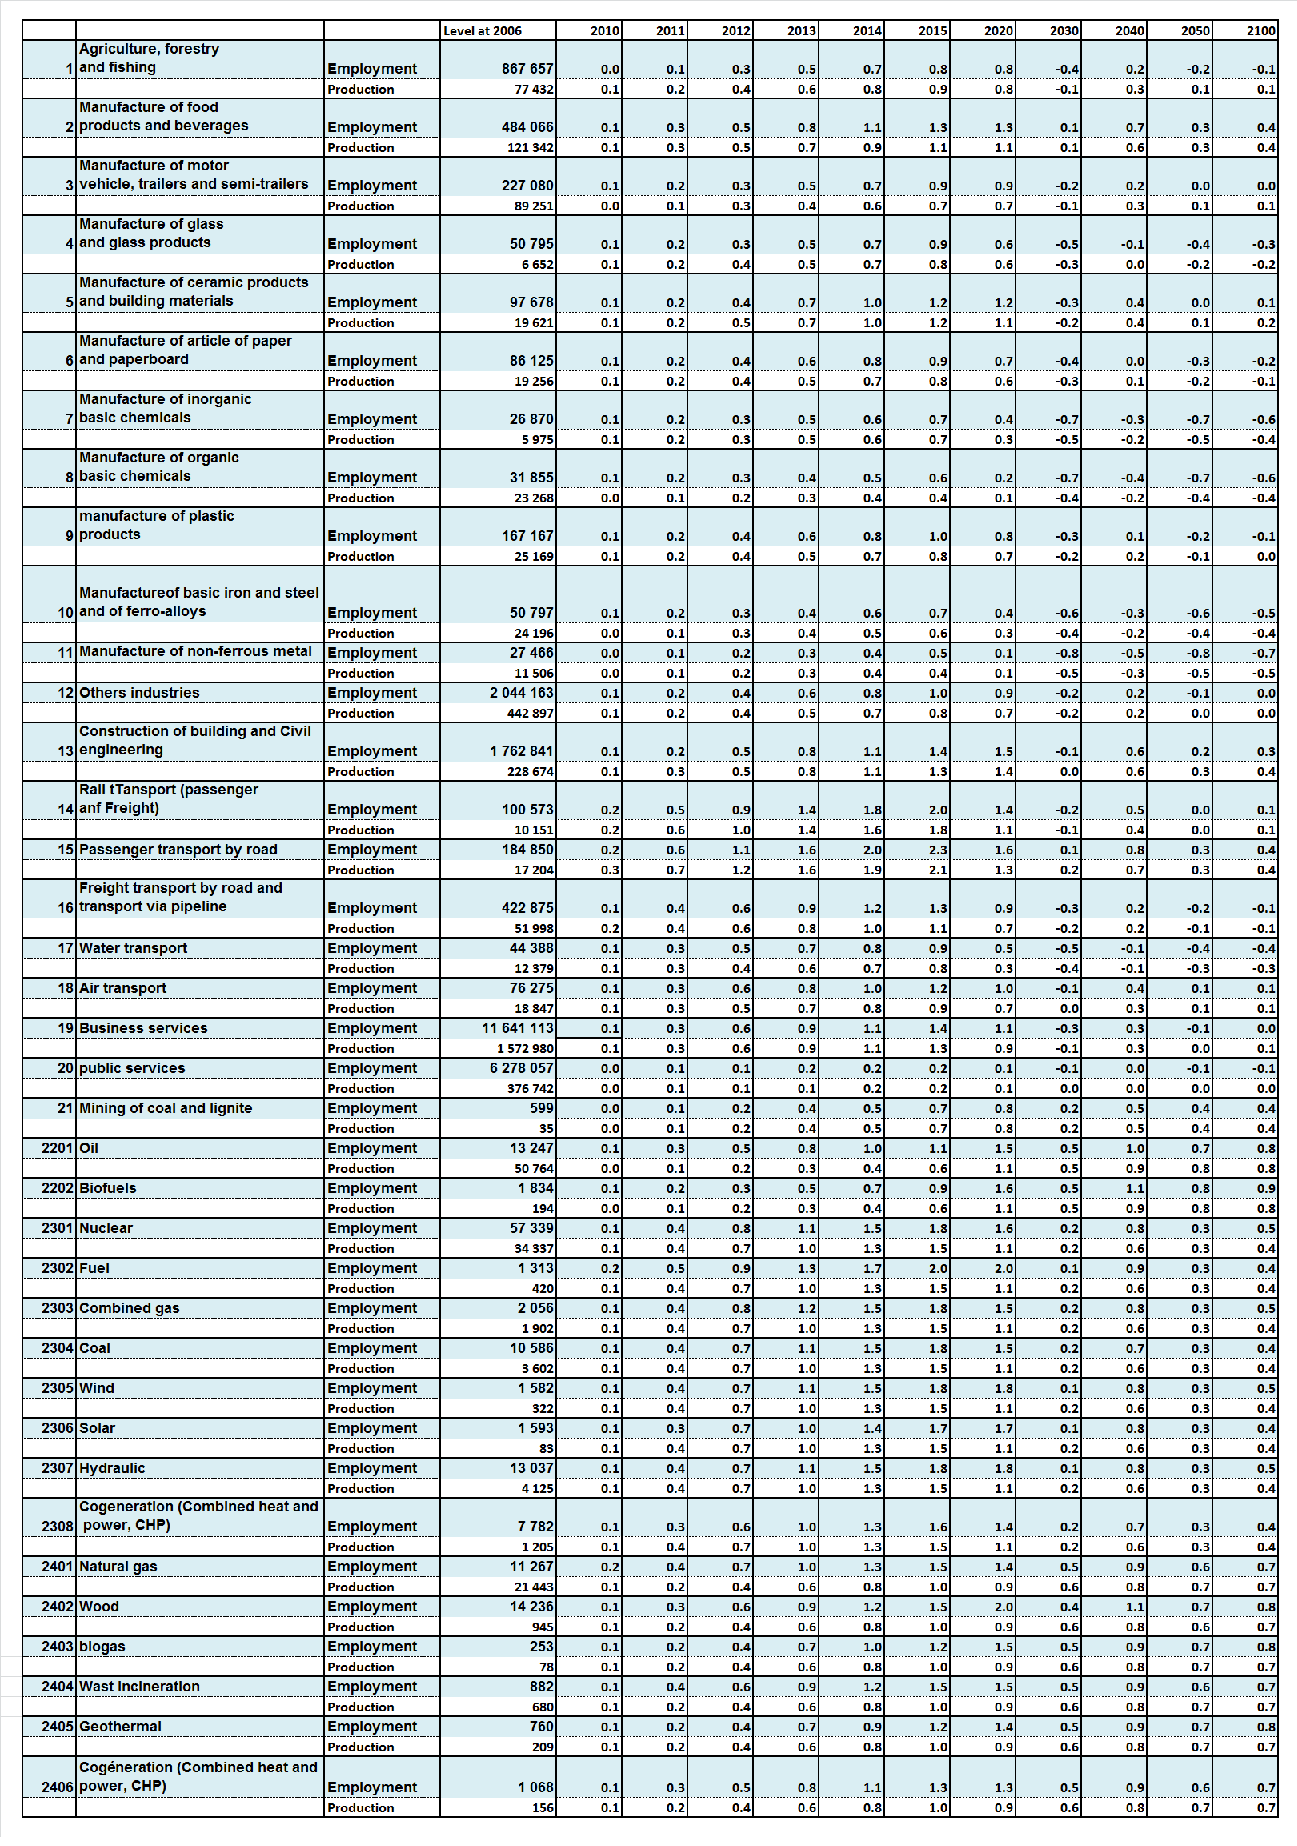 Level at 2006 2010 2011 2012 2013 2014 2015 2020 2030 2040 2050 2100
Agriculture, forestry
1 and fishing Employment 867 657 0.0 0.1 0.3 0.5 0.7 0.8 0.8 -0.4 0.2 -0.2 -0.1
Production 77 432 0.1 0.2 0.4 0.6 0.8 0.9 0.8 -0.1 0.3 0.1 0.1
Manufacture of food
2 products and beverages Employment 484 066 0.1 0.3 0.5 0.8 1.1 1.3 1.3 0.1 0.7 0.3 0.4
Production 121 342 0.1 0.3 0.5 0.7 0.9 1.1 1.1 0.1 0.6 0.3 0.4
Manufacture of motor
3 vehicle, trailers and semi-trailers Employment 227 080 0.1 0.2 0.3 0.5 0.7 0.9 0.9 -0.2 0.2 0.0 0.0
Production 89 251 0.0 0.1 0.3 0.4 0.6 0.7 0.7 -0.1 0.3 0.1 0.1
Manufacture of glass
4 and glass products Employment 50 795 0.1 0.2 0.3 0.5 0.7 0.9 0.6 -0.5 -0.1 -0.4 -0.3
Production 6 652 0.1 0.2 0.4 0.5 0.7 0.8 0.6 -0.3 0.0 -0.2 -0.2
Manufacture of ceramic products
5 and building materials Employment 97 678 0.1 0.2 0.4 0.7 1.0 1.2 1.2 -0.3 0.4 0.0 0.1
Production 19 621 0.1 0.2 0.5 0.7 1.0 1.2 1.1 -0.2 0.4 0.1 0.2
Manufacture of article of paper
6 and paperboard Employment 86 125 0.1 0.2 0.4 0.6 0.8 0.9 0.7 -0.4 0.0 -0.3 -0.2
Production 19 256 0.1 0.2 0.4 0.5 0.7 0.8 0.6 -0.3 0.1 -0.2 -0.1
Manufacture of inorganic
7 basic chemicals Employment 26 870 0.1 0.2 0.3 0.5 0.6 0.7 0.4 -0.7 -0.3 -0.7 -0.6
Production 5 975 0.1 0.2 0.3 0.5 0.6 0.7 0.3 -0.5 -0.2 -0.5 -0.4
Manufacture of organic
8 basic chemicals Employment 31 855 0.1 0.2 0.3 0.4 0.5 0.6 0.2 -0.7 -0.4 -0.7 -0.6
Production 23 268 0.0 0.1 0.2 0.3 0.4 0.4 0.1 -0.4 -0.2 -0.4 -0.4
manufacture of plastic
9 products Employment 167 167 0.1 0.2 0.4 0.6 0.8 1.0 0.8 -0.3 0.1 -0.2 -0.1
Production 25 169 0.1 0.2 0.4 0.5 0.7 0.8 0.7 -0.2 0.2 -0.1 0.0
Manufactureof basic iron and steel
10 and of ferro-alloys Employment 50 797 0.1 0.2 0.3 0.4 0.6 0.7 0.4 -0.6 -0.3 -0.6 -0.5
Production 24 196 0.0 0.1 0.3 0.4 0.5 0.6 0.3 -0.4 -0.2 -0.4 -0.4
11 Manufacture of non-ferrous metal Employment 27 466 0.0 0.1 0.2 0.3 0.4 0.5 0.1 -0.8 -0.5 -0.8 -0.7
Production 11 506 0.0 0.1 0.2 0.3 0.4 0.4 0.1 -0.5 -0.3 -0.5 -0.5
12 Others industries Employment 2 044 163 0.1 0.2 0.4 0.6 0.8 1.0 0.9 -0.2 0.2 -0.1 0.0
Production 442 897 0.1 0.2 0.4 0.5 0.7 0.8 0.7 -0.2 0.2 0.0 0.0
Construction of building and Civil
13 engineering Employment 1 762 841 0.1 0.2 0.5 0.8 1.1 1.4 1.5 -0.1 0.6 0.2 0.3
Production 228 674 0.1 0.3 0.5 0.8 1.1 1.3 1.4 0.0 0.6 0.3 0.4
Rail tTansport (passenger
14 anf Freight) Employment 100 573 0.2 0.5 0.9 1.4 1.8 2.0 1.4 -0.2 0.5 0.0 0.1
Production 10 151 0.2 0.6 1.0 1.4 1.6 1.8 1.1 -0.1 0.4 0.0 0.1
15 Passenger transport by road Employment 184 850 0.2 0.6 1.1 1.6 2.0 2.3 1.6 0.1 0.8 0.3 0.4
Production 17 204 0.3 0.7 1.2 1.6 1.9 2.1 1.3 0.2 0.7 0.3 0.4
Freight transport by road and
16 transport via pipeline Employment 422 875 0.1 0.4 0.6 0.9 1.2 1.3 0.9 -0.3 0.2 -0.2 -0.1
Production 51 998 0.2 0.4 0.6 0.8 1.0 1.1 0.7 -0.2 0.2 -0.1 -0.1
17 Water transport Employment 44 388 0.1 0.3 0.5 0.7 0.8 0.9 0.5 -0.5 -0.1 -0.4 -0.4
Production 12 379 0.1 0.3 0.4 0.6 0.7 0.8 0.3 -0.4 -0.1 -0.3 -0.3
18 Air transport Employment 76 275 0.1 0.3 0.6 0.8 1.0 1.2 1.0 -0.1 0.4 0.1 0.1
Production 18 847 0.1 0.3 0.5 0.7 0.8 0.9 0.7 0.0 0.3 0.1 0.1
19 Business services Employment 11 641 113 0.1 0.3 0.6 0.9 1.1 1.4 1.1 -0.3 0.3 -0.1 0.0
Production 1 572 980 0.1 0.3 0.6 0.9 1.1 1.3 0.9 -0.1 0.3 0.0 0.1
20 public services Employment 6 278 057 0.0 0.1 0.1 0.2 0.2 0.2 0.1 -0.1 0.0 -0.1 -0.1
Production 376 742 0.0 0.1 0.1 0.1 0.2 0.2 0.1 0.0 0.0 0.0 0.0
21 Mining of coal and lignite Employment 599 0.0 0.1 0.2 0.4 0.5 0.7 0.8 0.2 0.5 0.4 0.4
Production 35 0.0 0.1 0.2 0.4 0.5 0.7 0.8 0.2 0.5 0.4 0.4
2201 Oil Employment 13 247 0.1 0.3 0.5 0.8 1.0 1.1 1.5 0.5 1.0 0.7 0.8
Production 50 764 0.0 0.1 0.2 0.3 0.4 0.6 1.1 0.5 0.9 0.8 0.8
2202 Biofuels Employment 1 834 0.1 0.2 0.3 0.5 0.7 0.9 1.6 0.5 1.1 0.8 0.9
Production 194 0.0 0.1 0.2 0.3 0.4 0.6 1.1 0.5 0.9 0.8 0.8
2301 Nuclear Employment 57 339 0.1 0.4 0.8 1.1 1.5 1.8 1.6 0.2 0.8 0.3 0.5
Production 34 337 0.1 0.4 0.7 1.0 1.3 1.5 1.1 0.2 0.6 0.3 0.4
2302 Fuel Employment 1 313 0.2 0.5 0.9 1.3 1.7 2.0 2.0 0.1 0.9 0.3 0.4
Production 420 0.1 0.4 0.7 1.0 1.3 1.5 1.1 0.2 0.6 0.3 0.4
2303 Combined gas Employment 2 056 0.1 0.4 0.8 1.2 1.5 1.8 1.5 0.2 0.8 0.3 0.5
Production 1 902 0.1 0.4 0.7 1.0 1.3 1.5 1.1 0.2 0.6 0.3 0.4
2304 Coal Employment 10 586 0.1 0.4 0.7 1.1 1.5 1.8 1.5 0.2 0.7 0.3 0.4
Production 3 602 0.1 0.4 0.7 1.0 1.3 1.5 1.1 0.2 0.6 0.3 0.4
2305 Wind Employment 1 582 0.1 0.4 0.7 1.1 1.5 1.8 1.8 0.1 0.8 0.3 0.5
Production 322 0.1 0.4 0.7 1.0 1.3 1.5 1.1 0.2 0.6 0.3 0.4
2306 Solar Employment 1 593 0.1 0.3 0.7 1.0 1.4 1.7 1.7 0.1 0.8 0.3 0.4
Production 83 0.1 0.4 0.7 1.0 1.3 1.5 1.1 0.2 0.6 0.3 0.4
2307 Hydraulic Employment 13 037 0.1 0.4 0.7 1.1 1.5 1.8 1.8 0.1 0.8 0.3 0.5
Production 4 125 0.1 0.4 0.7 1.0 1.3 1.5 1.1 0.2 0.6 0.3 0.4
Cogeneration (Combined heat and
2308 power, CHP) Employment 7 782 0.1 0.3 0.6 1.0 1.3 1.6 1.4 0.2 0.7 0.3 0.4
Production 1 205 0.1 0.4 0.7 1.0 1.3 1.5 1.1 0.2 0.6 0.3 0.4
2401 Natural gas Employment 11 267 0.2 0.4 0.7 1.0 1.3 1.5 1.4 0.5 0.9 0.6 0.7
Production 21 443 0.1 0.2 0.4 0.6 0.8 1.0 0.9 0.6 0.8 0.7 0.7
2402 Wood Employment 14 236 0.1 0.3 0.6 0.9 1.2 1.5 2.0 0.4 1.1 0.7 0.8
Production 945 0.1 0.2 0.4 0.6 0.8 1.0 0.9 0.6 0.8 0.6 0.7
2403 biogas Employment 253 0.1 0.2 0.4 0.7 1.0 1.2 1.5 0.5 0.9 0.7 0.8
Production 78 0.1 0.2 0.4 0.6 0.8 1.0 0.9 0.6 0.8 0.7 0.7
2404 Wast incineration Employment 882 0.1 0.4 0.6 0.9 1.2 1.5 1.5 0.5 0.9 0.6 0.7
Production 680 0.1 0.2 0.4 0.6 0.8 1.0 0.9 0.6 0.8 0.7 0.7
2405 Geothermal Employment 760 0.1 0.2 0.4 0.7 0.9 1.2 1.4 0.5 0.9 0.7 0.8
Production 209 0.1 0.2 0.4 0.6 0.8 1.0 0.9 0.6 0.8 0.7 0.7
Cogéneration (Combined heat and
2406 power, CHP) Employment 1 068 0.1 0.3 0.5 0.8 1.1 1.3 1.3 0.5 0.9 0.6 0.7
Production 156 0.1 0.2 0.4 0.6 0.8 1.0 0.9 0.6 0.8 0.7 0.7